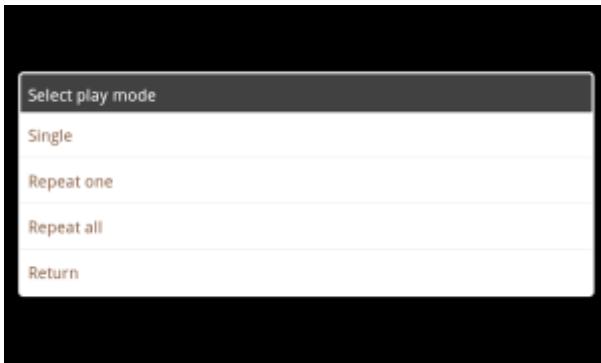 Select play mode
Single
Repeat one
Repeat all
Return